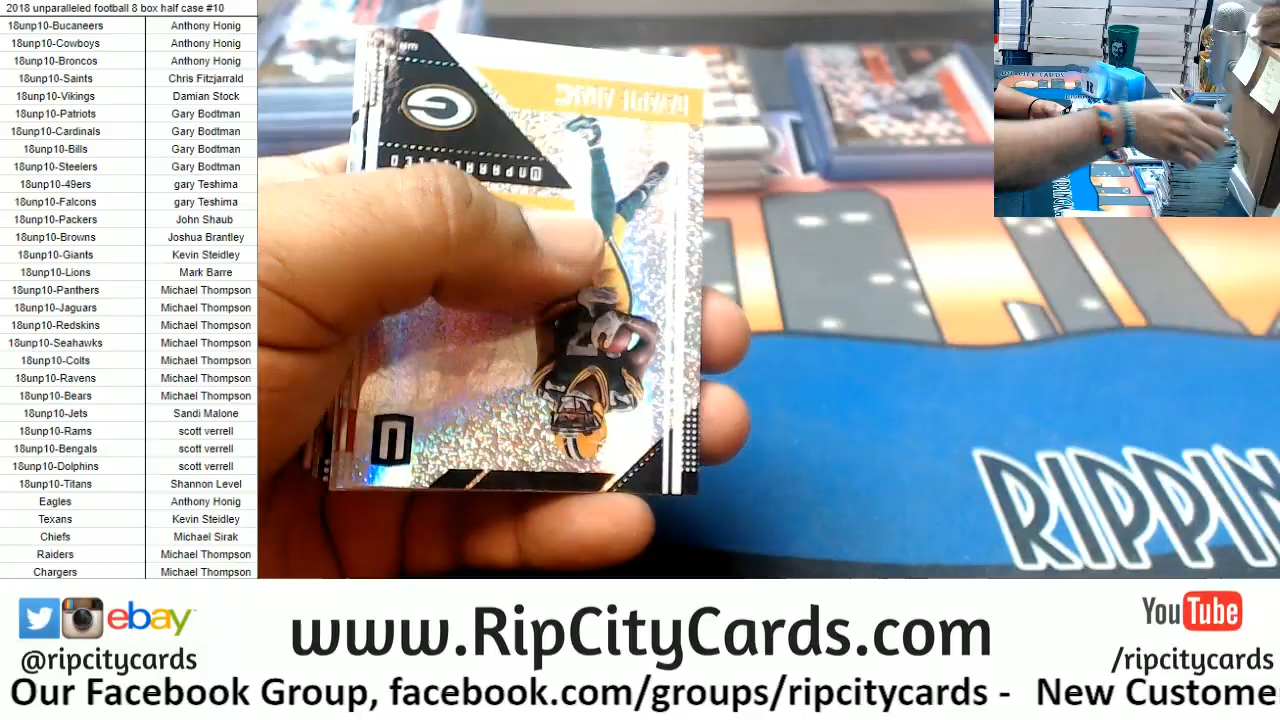 2018 unparalleled football 8 box half case #10
18unp10-Bucaneers Anthony Honig
18unp10-Cowboys Anthony Honig
18unp10-Broncos Anthony Honig
18unp10-Saints Chris Fitzjarrald
18unp10-Vikings Damian Stock
18unp10-Patriots Gary Bodtman
18unp10-Cardinals Gary Bodtman
18unp10-Bills Gary Bodtman
18unp10-Steelers Gary Bodtman
18unp10-49ers gary Teshima
18unp10-Falcons gary Teshima
18unp10-Packers John Shaub
18unp10-Browns Joshua Brantley
18unp10-Giants Kevin Steidley
18unp10-Lions Mark Barre
18unp10-Panthers Michael Thompson
18unp10-Jaguars Michael Thompson
18unp10-Redskins Michael Thompson
18unp10-Seahawks Michael Thompson
18unp10-Colts Michael Thompson
18unp10-Ravens Michael Thompson
18unp10-Bears Michael Thompson
18unp10-Jets Sandi Malone
18unp10-Rams scott verrell
18unp10-Bengals scott verrell
18unp10-Dolphins scott verrell
18unp10-Titans Shannon Level
Eagles Anthony Honig
Texans Kevin Steidley
Chiefs Michael Sirak
Raiders Michael Thompson
Chargers Michael Thompson
G
UNPARALLELED
U
RIPPIN
ebay
@ripcitycards
www.RipCityCards.com
YouTube
/ripcitycards
Our Facebook Group, facebook.com/groups/ripcitycards - New Custome